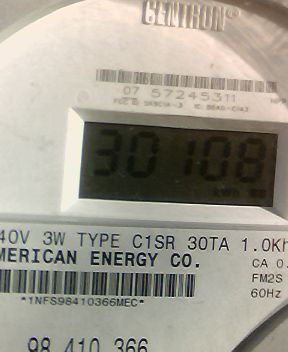 CENTRON®
07 57245311
30108
kWh
40V 3W TYPE C1SR 30TA 1.0Kh
MERICAN ENERGY CO.
CA 0.
FM2S
60Hz
*1NFS98410366MEC*
98 410 366